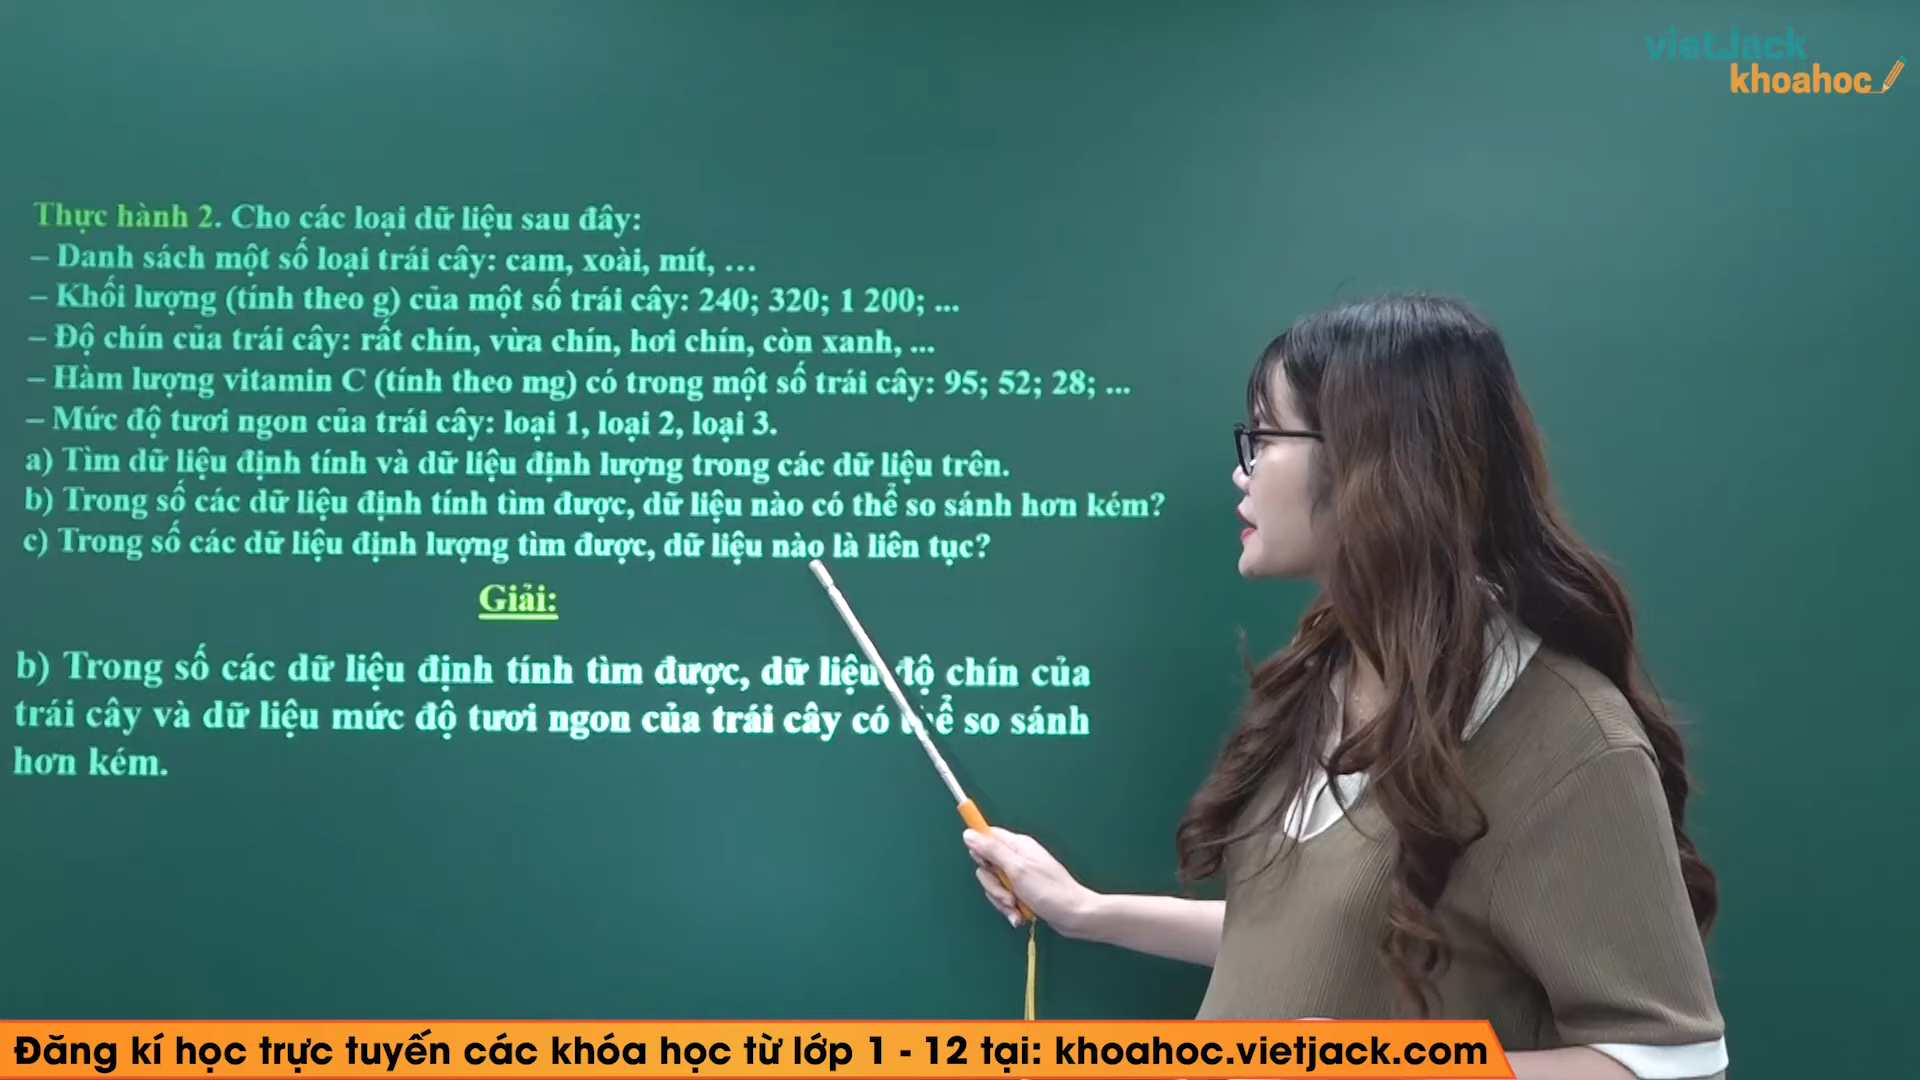 vietJack
khoahoc
Thực hành 2. Cho các loại dữ liệu sau đây:
– Danh sách một số loại trái cây: cam, xoài, mít, …
– Khối lượng (tính theo g) của một số trái cây: 240; 320; 1 200; ...
– Độ chín của trái cây: rất chín, vừa chín, hơi chín, còn xanh, ...
– Hàm lượng vitamin C (tính theo mg) có trong một số trái cây: 95; 52; 28; ...
– Mức độ tươi ngon của trái cây: loại 1, loại 2, loại 3.
a) Tìm dữ liệu định tính và dữ liệu định lượng trong các dữ liệu trên.
b) Trong số các dữ liệu định tính tìm được, dữ liệu nào có thể so sánh hơn kém?
c) Trong số các dữ liệu định lượng tìm được, dữ liệu nào là liên tục?
Giải:
b) Trong số các dữ liệu định tính tìm được, dữ liệu độ chín của
trái cây và dữ liệu mức độ tươi ngon của trái cây có thể so sánh
hơn kém.
Đăng kí học trực tuyến các khóa học từ lớp 1 - 12 tại: khoahoc.vietjack.com